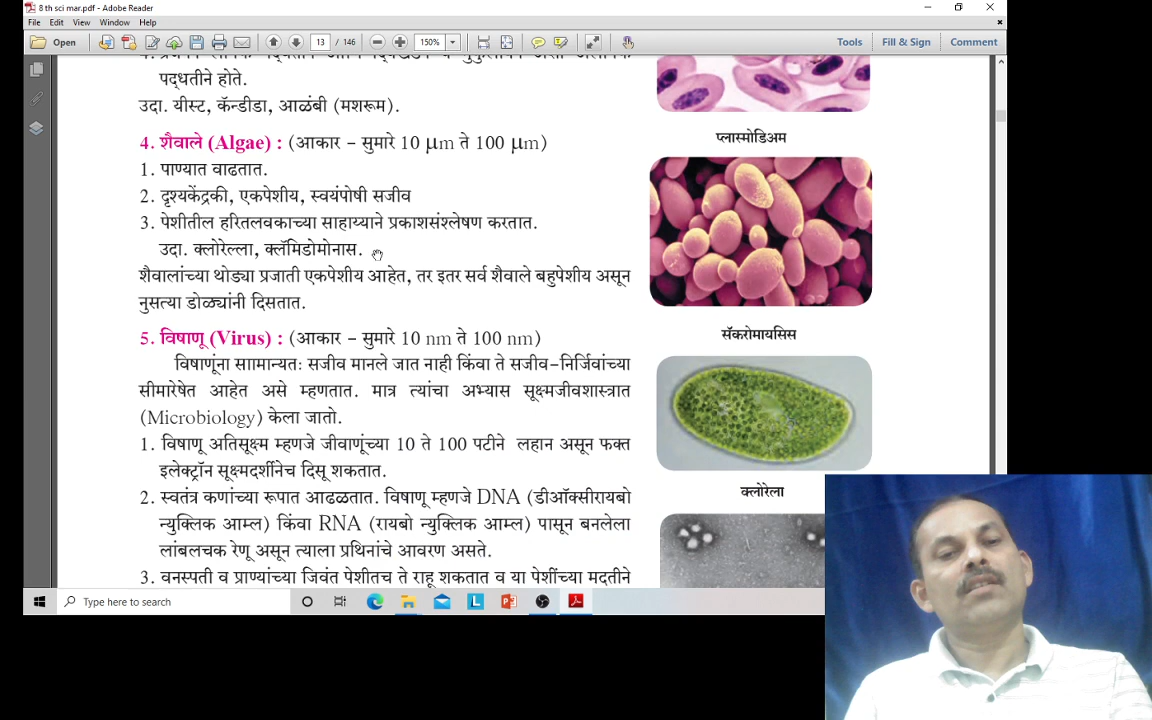 8 th sci mar.pdf - Adobe Reader
File Edit View Window Help
Open 13 / 146 150% Tools Fill & Sign Comment
पद्धतीने होते.
उदा. यीस्ट, कॅन्डीडा, आळंबी (मशरूम).
4. शैवाले (Algae) : (आकार – सुमारे 10 µm ते 100 µm)
1. पाण्यात वाढतात.
2. दृश्यकेंद्रकी, एकपेशीय, स्वयंपोषी सजीव
3. पेशीतील हरितलवकाच्या साहाय्याने प्रकाशसंश्लेषण करतात.
उदा. क्लोरेल्ला, क्लॅमिडोमोनास.
शैवालांच्या थोड्या प्रजाती एकपेशीय आहेत, तर इतर सर्व शैवाले बहुपेशीय असून
नुसत्या डोळ्यांनी दिसतात.
5. विषाणू (Virus) : (आकार – सुमारे 10 nm ते 100 nm)
विषाणूंना साामान्यतः सजीव मानले जात नाही किंवा ते सजीव-निर्जिवांच्या
सीमारेषेत आहेत असे म्हणतात. मात्र त्यांचा अभ्यास सूक्ष्मजीवशास्त्रात
(Microbiology) केला जातो.
1. विषाणू अतिसूक्ष्म म्हणजे जीवाणूंच्या 10 ते 100 पटीने लहान असून फक्त
इलेक्ट्रॉन सूक्ष्मदर्शीनेच दिसू शकतात.
2. स्वतंत्र कणांच्या रूपात आढळतात. विषाणू म्हणजे DNA (डीऑक्सीरायबो
न्युक्लिक आम्ल) किंवा RNA (रायबो न्युक्लिक आम्ल) पासून बनलेला
लांबलचक रेणू असून त्याला प्रथिनांचे आवरण असते.
3. वनस्पती व प्राण्यांच्या जिवंत पेशीतच ते राहू शकतात व या पेशींच्या मदतीने
प्लास्मोडिअम
सॅकरोमायसिस
क्लोरेला
Type here to search